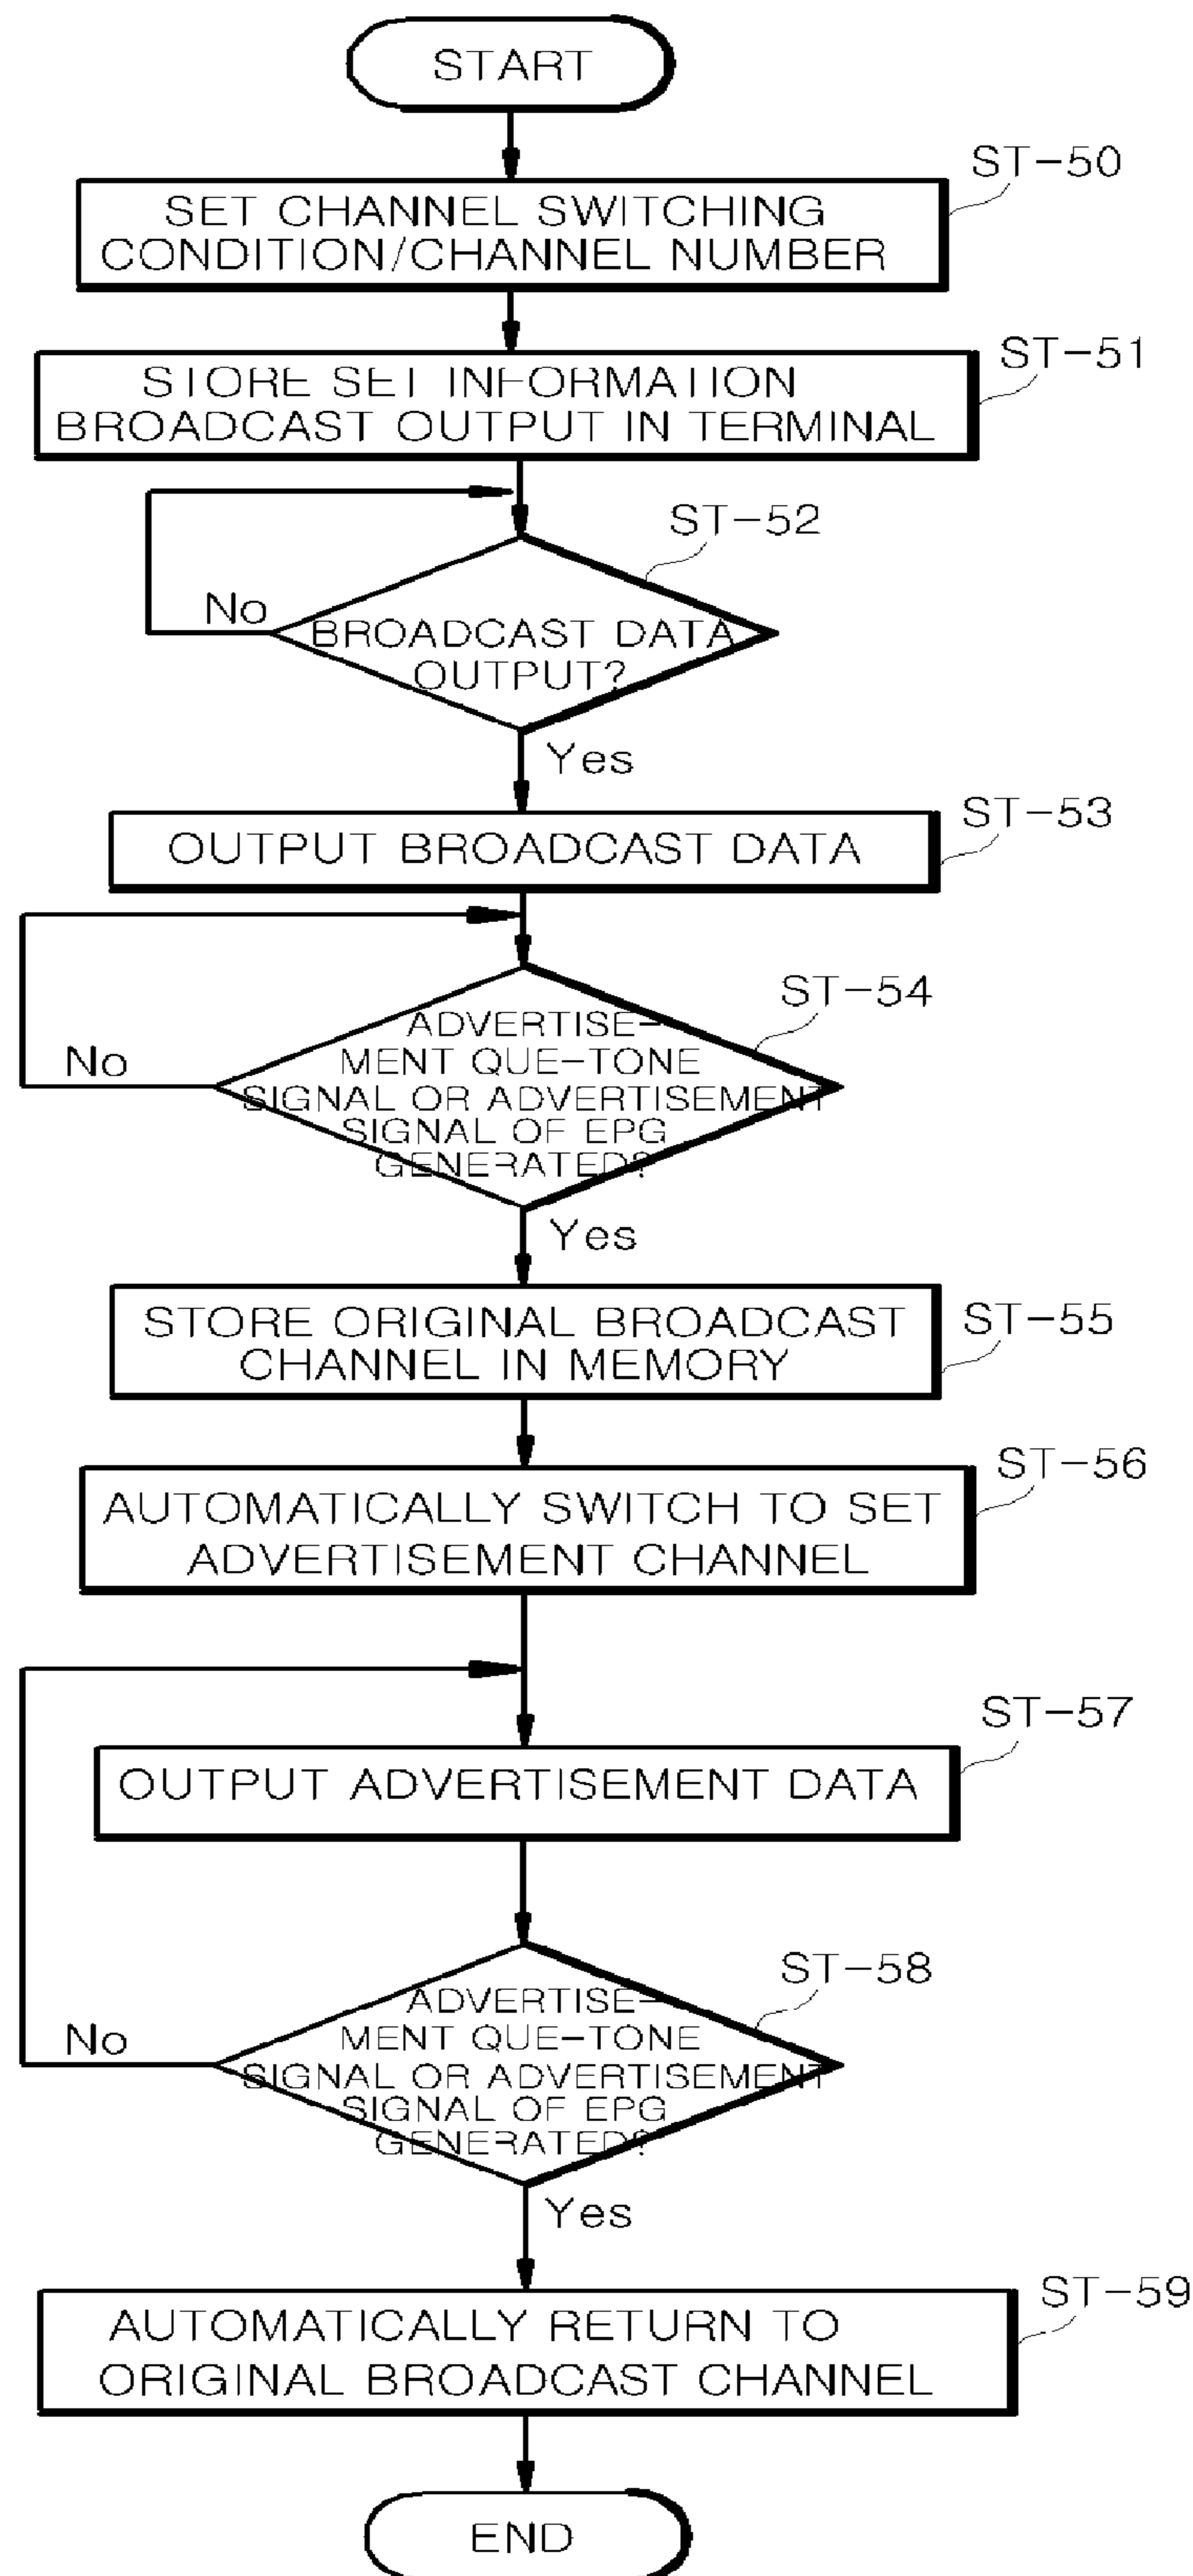 START
ST-50
SET CHANNEL SWITCHING
CONDITION/CHANNEL NUMBER
ST-51
STORE SET INFORMATION
BROADCAST OUTPUT IN TERMINAL
ST-52
No
BROADCAST DATA
OUTPUT?
Yes
ST-53
OUTPUT BROADCAST DATA
ST-54
ADVERTISE-
No
MENT QUE-TONE
SIGNAL OR ADVERTISEMENT
SIGNAL OF EPG
GENERATED?
Yes
ST-55
STORE ORIGINAL BROADCAST
CHANNEL IN MEMORY
ST-56
AUTOMATICALLY SWITCH TO SET
ADVERTISEMENT CHANNEL
ST-57
OUTPUT ADVERTISEMENT DATA
ST-58
ADVERTISE-
No
MENT QUE-TONE
SIGNAL OR ADVERTISEMENT
SIGNAL OF EPG
GENERATED?
Yes
ST-59
AUTOMATICALLY RETURN TO
ORIGINAL BROADCAST CHANNEL
END